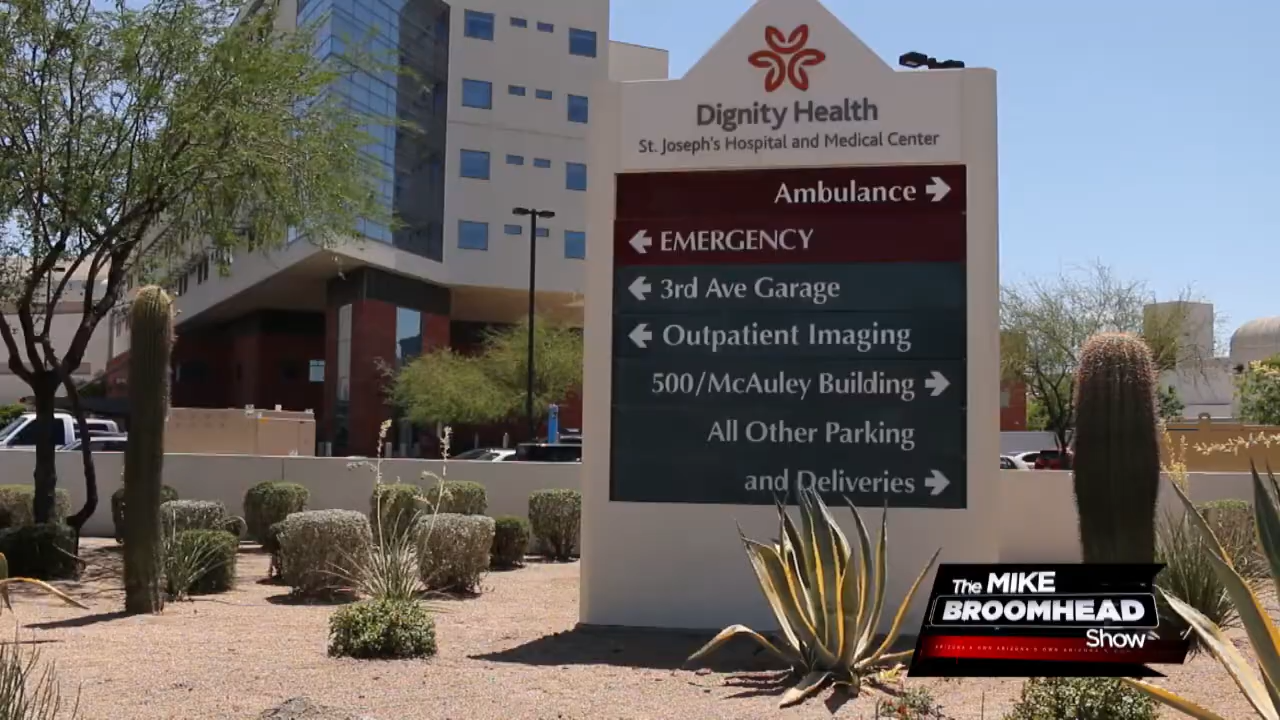 Dignity Health
St. Joseph's Hospital and Medical Center
Ambulance →
← EMERGENCY
← 3rd Ave Garage
← Outpatient Imaging
500/McAuley Building →
All Other Parking
and Deliveries →
The MIKE
BROOMHEAD
Show